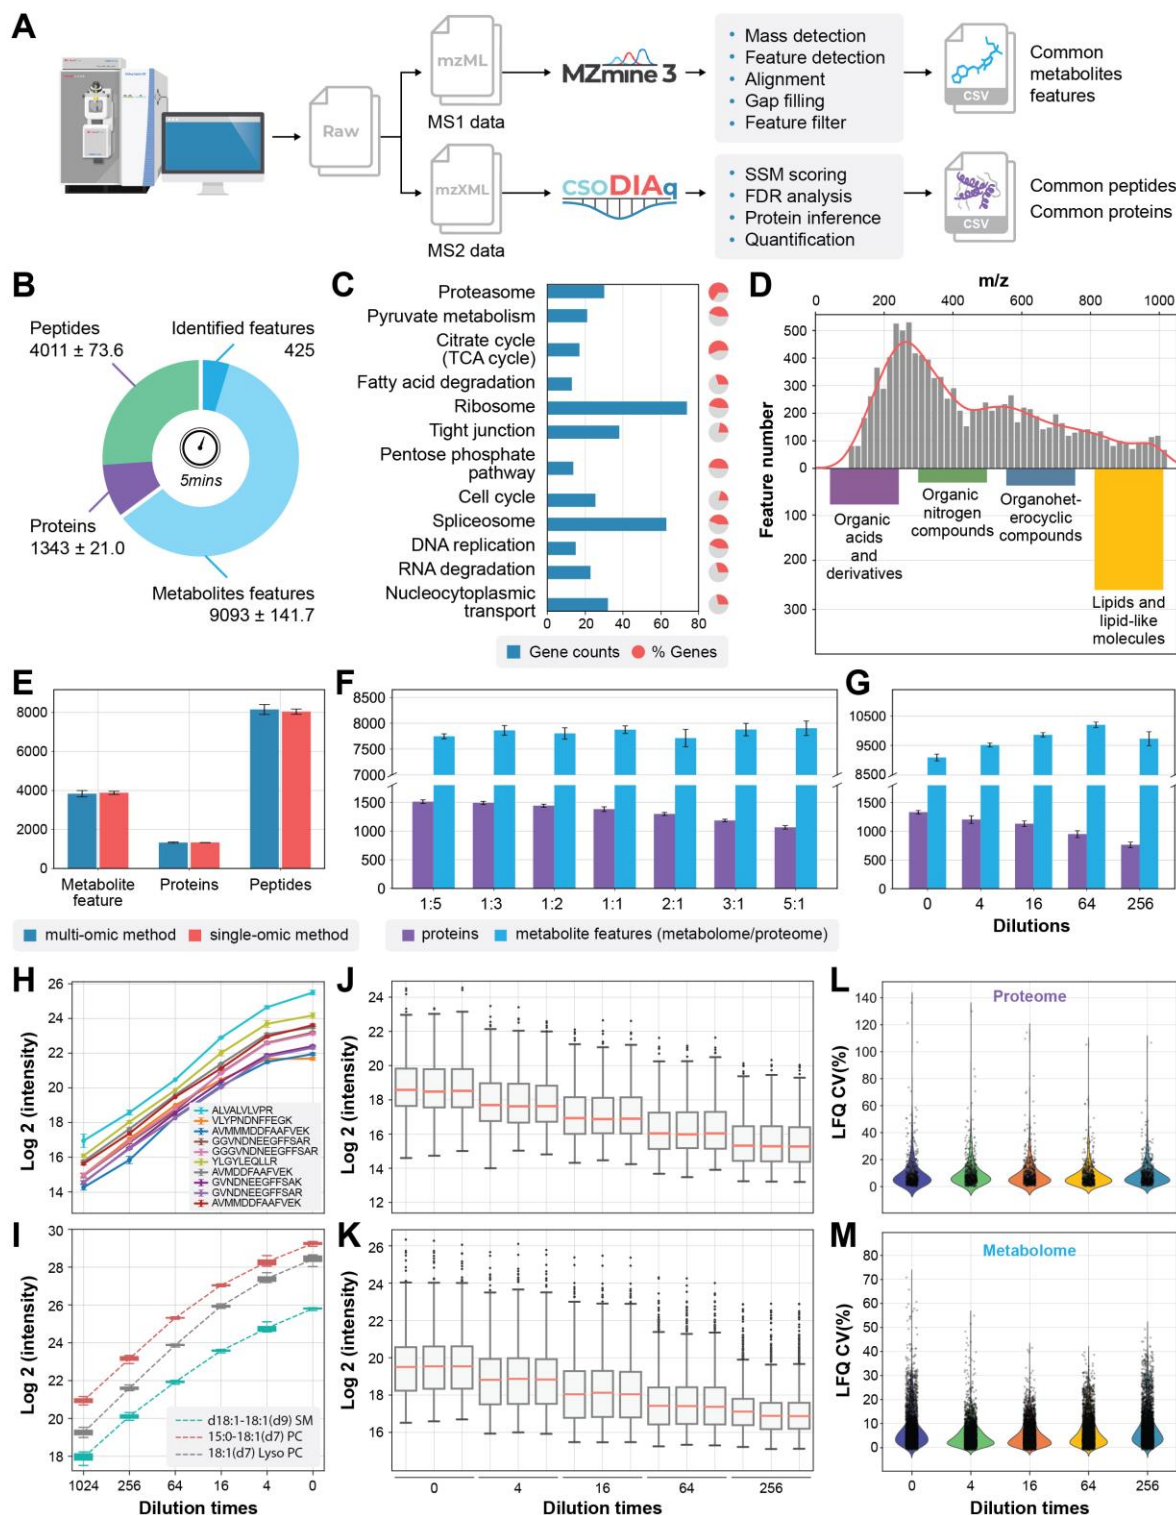 A
Raw
mzML
MS1 data
mzXML
MS2 data
MZmine 3
csoDIAq
• Mass detection
• Feature detection
• Alignment
• Gap filling
• Feature filter
• SSM scoring
• FDR analysis
• Protein inference
• Quantification
CSV
Common
metabolites
features
CSV
Common peptides
Common proteins
B
Peptides
4011 ± 73.6
Identified features
425
5mins
Proteins
1343 ± 21.0
Metabolites features
9093 ± 141.7
C
Proteasome
Pyruvate metabolism
Citrate cycle
(TCA cycle)
Fatty acid degradation
Ribosome
Tight junction
Pentose phosphate
pathway
Cell cycle
Spliceosome
DNA replication
RNA degradation
Nucleocytoplasmic
transport
0 20 40 60 80
Gene counts % Genes
D
m/z
0 200 400 600 800 1000
Feature number
500
400
300
200
100
0
100
200
300
Organic
acids
and
derivatives
Organic
nitrogen
compounds
Organohet-
erocyclic
compounds
Lipids and
lipid-like
molecules
E
8000
6000
4000
2000
0
Metabolite
feature
Proteins
Peptides
multi-omic method single-omic method
F
8500
8000
7500
7000
1500
1000
500
0
1:5 1:3 1:2 1:1 2:1 3:1 5:1
proteins metabolite features (metabolome/proteome)
G
10500
9500
8500
1500
1000
500
0
0 4 16 64 256
Dilutions
H
Log 2 (intensity)
26
24
22
20
18
16
14
ALVALVLVPR
VLYPNDNFFEGK
AVMMMDDFAAFVEK
GGVNDNEEGFFSAR
GGGVNDNEEGFFSAR
YLGYLEQLLR
AVMDDFAAFVEK
GVNDNEEGFFSAK
GVNDNEEGFFSAR
AVMMDDFAAFVEK
I
Log 2 (intensity)
30
28
26
24
22
20
18
d18:1-18:1(d9) SM
15:0-18:1(d7) PC
18:1(d7) Lyso PC
1024 256 64 16 4 0
Dilution times
J
Log 2 (intensity)
24
22
20
18
16
14
12
K
Log 2 (intensity)
26
24
22
20
18
16
14
0 4 16 64 256
Dilution times
L
Proteome
LFQ CV(%)
140
120
100
80
60
40
20
0
M
Metabolome
LFQ CV(%)
80
70
60
50
40
30
20
10
0
0 4 16 64 256
Dilution times